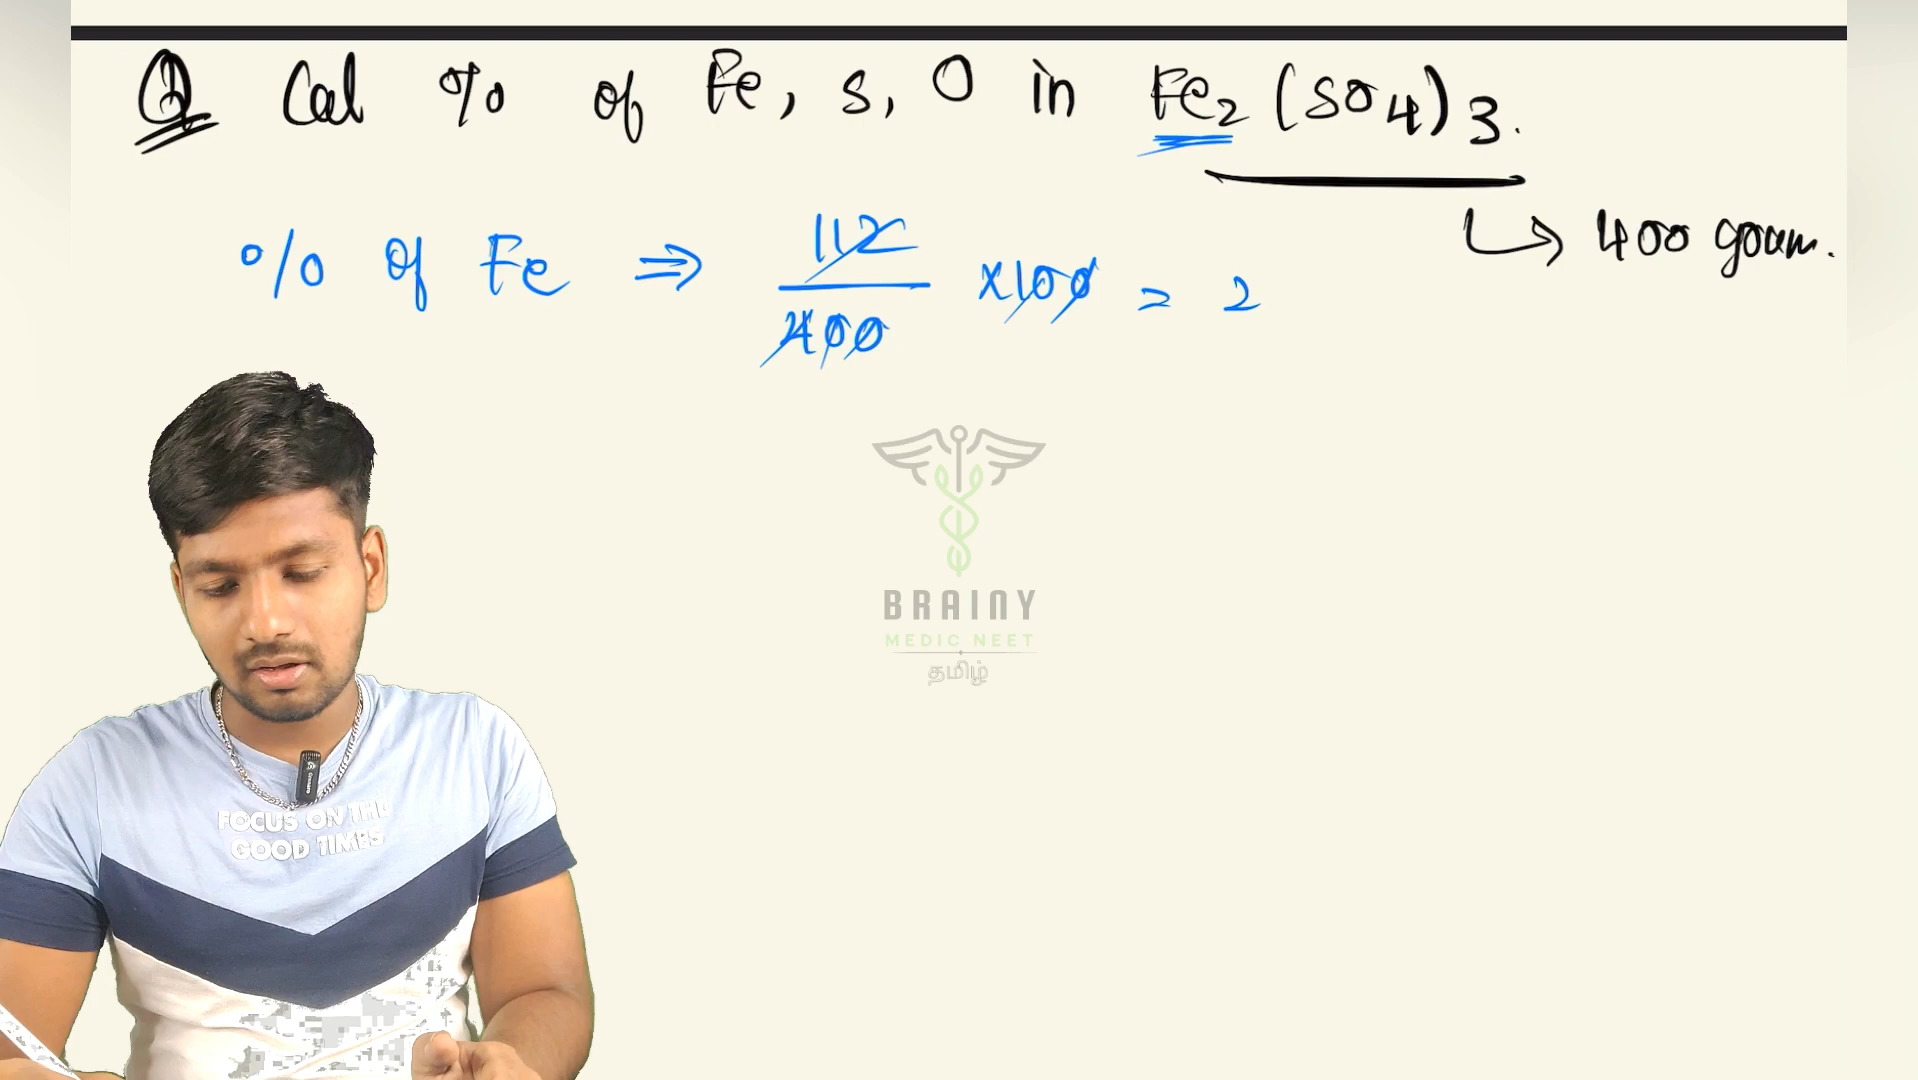 Q Cal % of Fe, S, O in Fe₂(SO₄)₃.
↳ 400 gram.
% of Fe ⇒ 112/400 ×100 = 2
BRAINY
MEDIC NEET
தமிழ்
FOCUS ON THE
GOOD TIMES